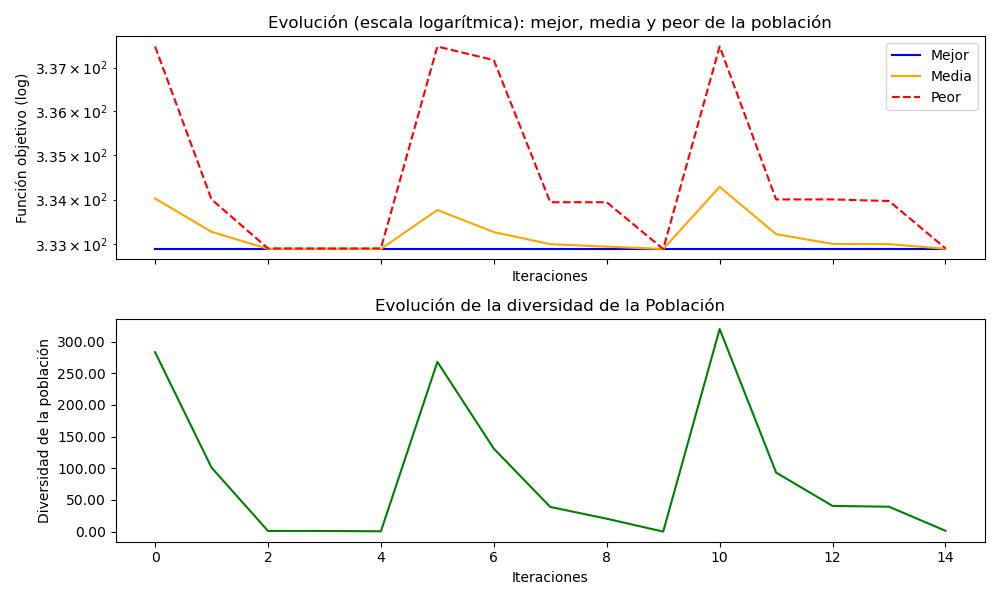 Evolución (escala logarítmica): mejor, media y peor de la población
Función objetivo (log)
3.37 × 10²
3.36 × 10²
3.35 × 10²
3.34 × 10²
3.33 × 10²
Mejor
Media
Peor
Iteraciones
Evolución de la diversidad de la Población
Diversidad de la población
300.00
250.00
200.00
150.00
100.00
50.00
0.00
0 2 4 6 8 10 12 14
Iteraciones